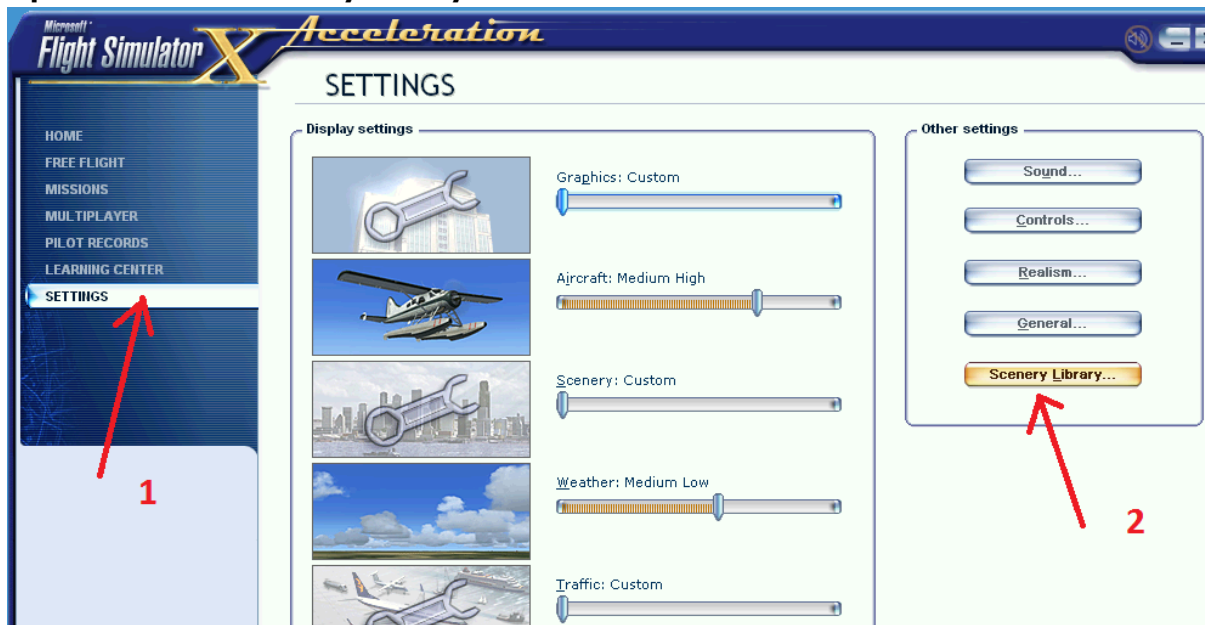 Microsoft
Flight Simulator X Acceleration
SETTINGS
HOME
FREE FLIGHT
MISSIONS
MULTIPLAYER
PILOT RECORDS
LEARNING CENTER
SETTINGS
1
Display settings
Graphics: Custom
Aircraft: Medium High
Scenery: Custom
Weather: Medium Low
Traffic: Custom
Other settings
Sound...
Controls...
Realism...
General...
Scenery Library...
2